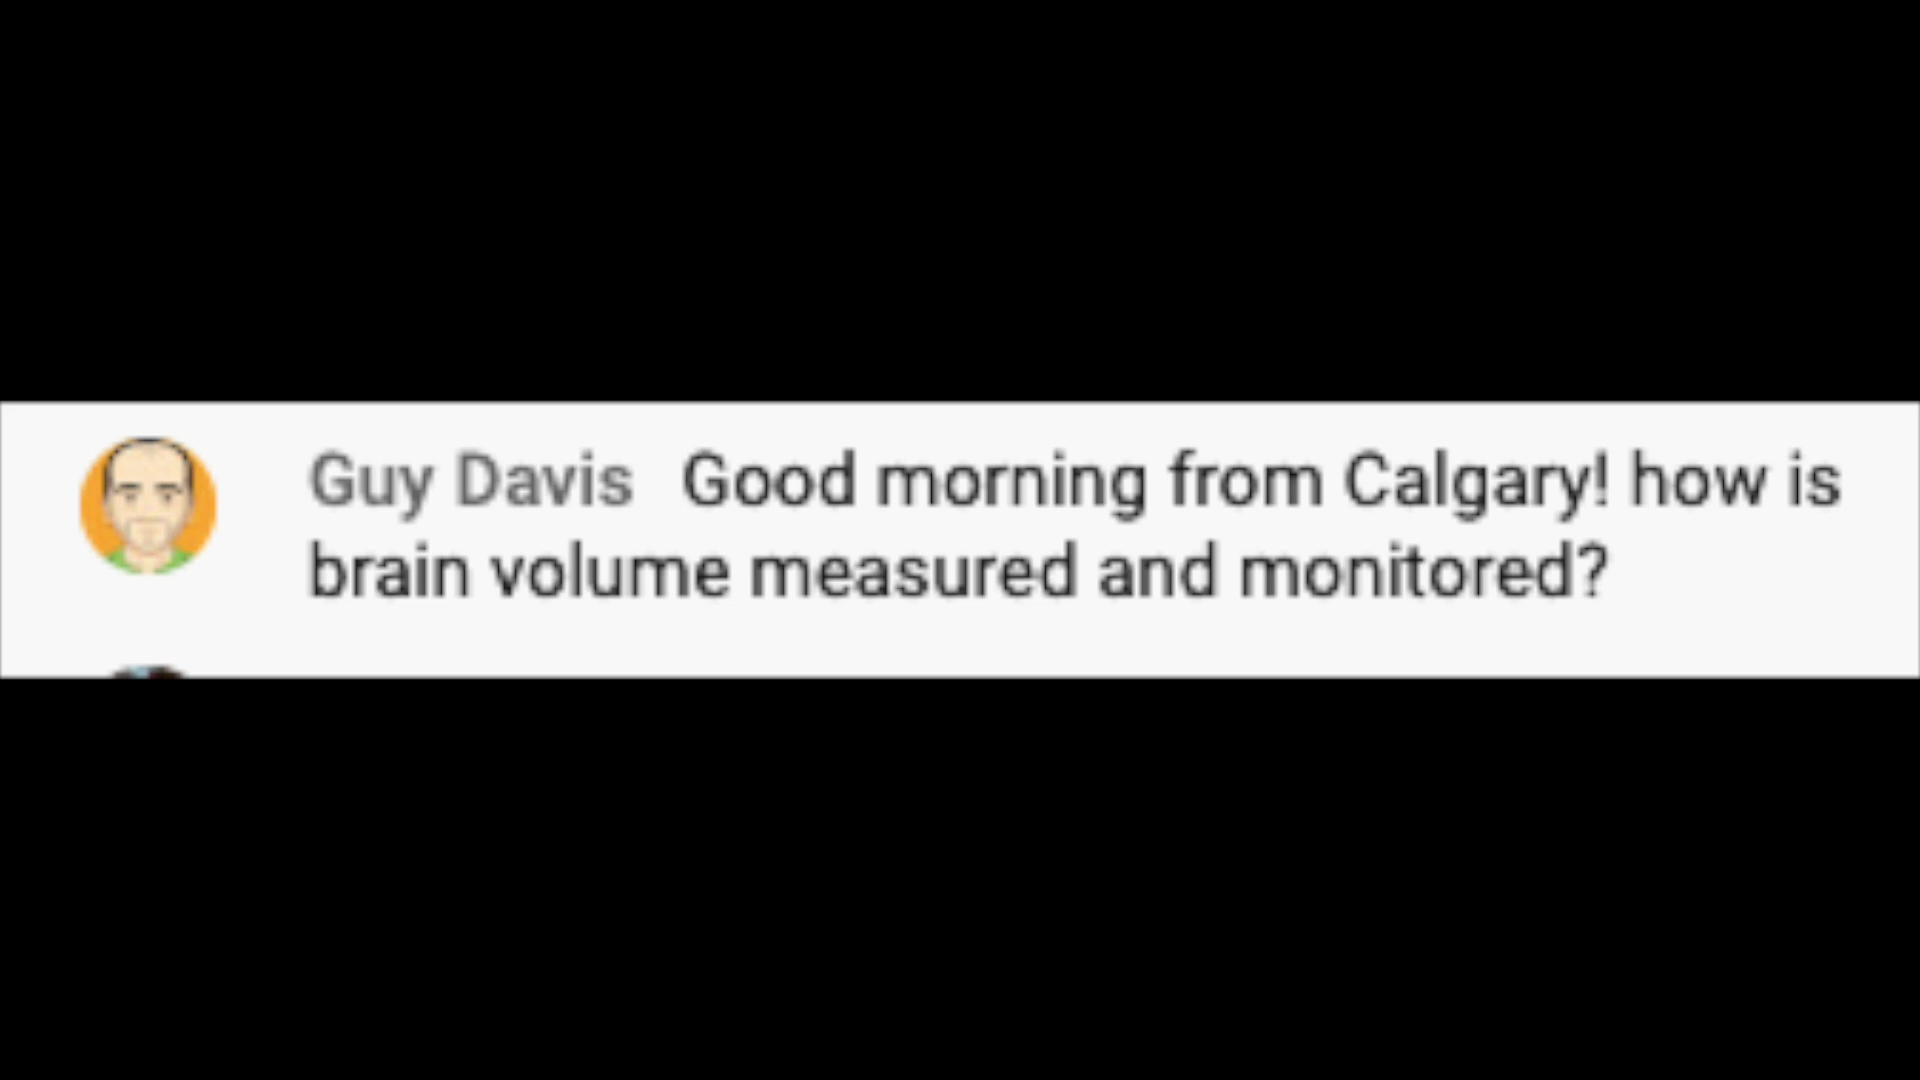 Guy Davis Good morning from Calgary! how is
brain volume measured and monitored?